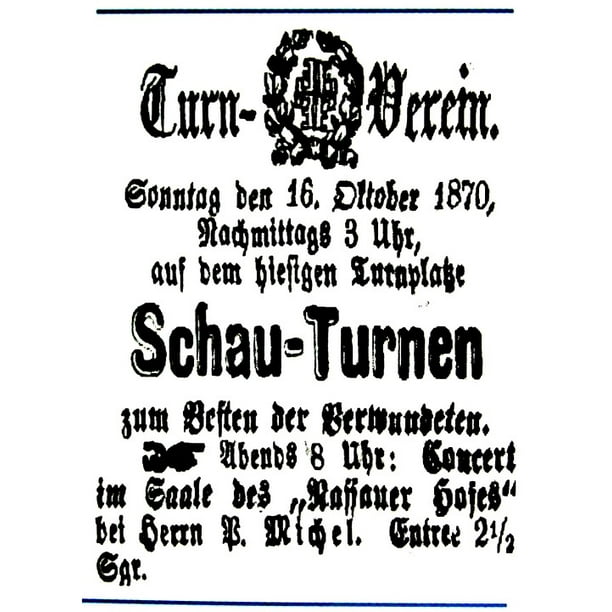 Turn-Verein.
Sonntag den 16. Oktober 1870,
Nachmittags 3 Uhr,
auf dem hiesigen Turnplatze
Schau-Turnen
zum Besten der Verwundeten.
Abends 8 Uhr: Concert
im Saale des „Nassauer Hofes“
bei Herrn P. Michel. Entree 2½
Sgr.